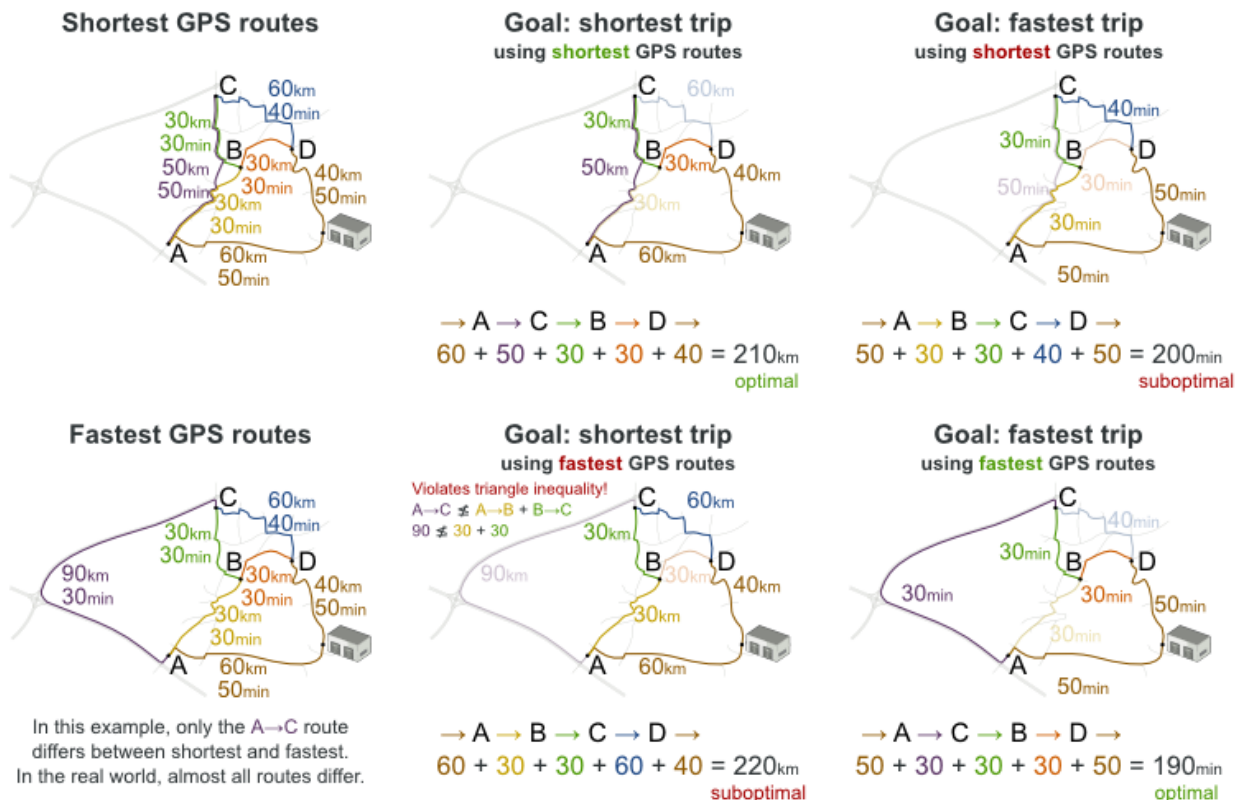 Shortest GPS routes
C
60km
40min
30km
30min
B
D
50km
50min
30km
30min
40km
50min
30km
30min
A
60km
50min
Goal: shortest trip
using shortest GPS routes
C
60km
30km
B
D
50km
30km
40km
30km
A
60km
→ A → C → B → D →
60 + 50 + 30 + 30 + 40 = 210km
optimal
Goal: fastest trip
using shortest GPS routes
C
40min
30min
B
D
50min
30min
50min
30min
A
50min
→ A → B → C → D →
50 + 30 + 30 + 40 + 50 = 200min
suboptimal
Fastest GPS routes
C
60km
40min
30km
30min
B
D
90km
30min
30km
30min
40km
50min
30km
30min
A
60km
50min
In this example, only the A→C route
differs between shortest and fastest.
In the real world, almost all routes differ.
Goal: shortest trip
using fastest GPS routes
Violates triangle inequality!
A→C ≰ A→B + B→C
90 ≰ 30 + 30
C
60km
30km
B
D
90km
30km
40km
30km
A
60km
→ A → B → C → D →
60 + 30 + 30 + 60 + 40 = 220km
suboptimal
Goal: fastest trip
using fastest GPS routes
C
40min
30min
B
D
30min
30min
50min
30min
A
50min
→ A → C → B → D →
50 + 30 + 30 + 30 + 50 = 190min
optimal